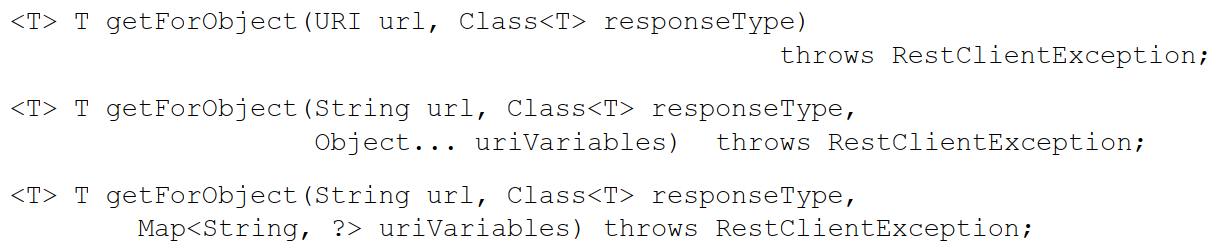 <T> T getForObject(URI url, Class<T> responseType)
throws RestClientException;
<T> T getForObject(String url, Class<T> responseType,
Object... uriVariables)  throws RestClientException;
<T> T getForObject(String url, Class<T> responseType,
Map<String, ?> uriVariables) throws RestClientException;